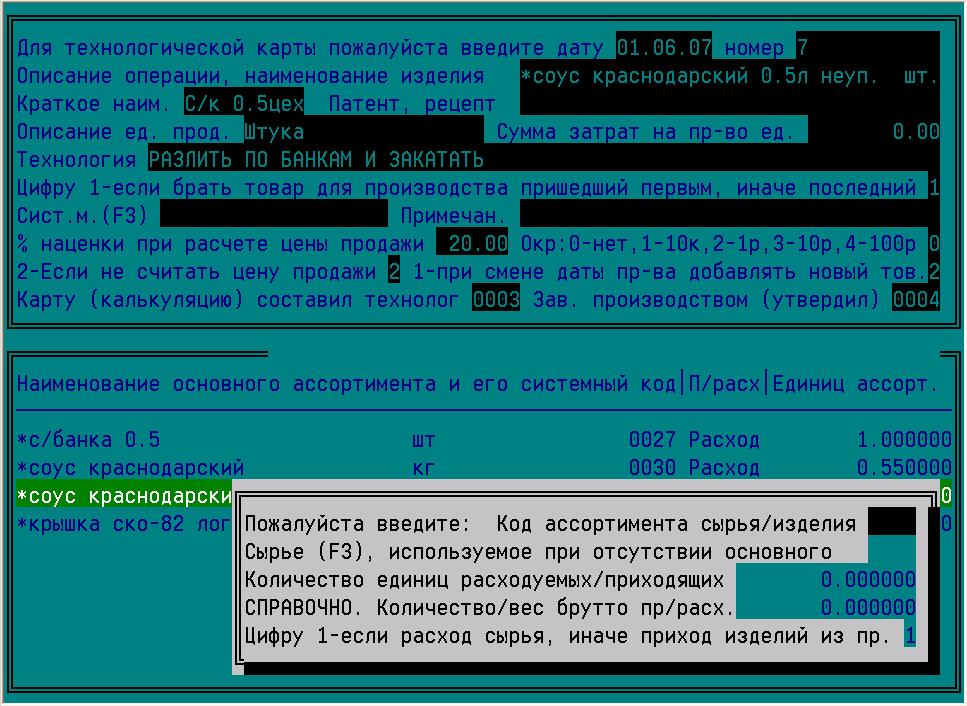 Для технологической карты пожалуйста введите дату 01.06.07 номер 7
Описание операции, наименование изделия *соус краснодарский 0.5л неуп. шт.
Краткое наим. С/к 0.5цех Патент, рецепт
Описание ед. прод. Штука Сумма затрат на пр-во ед. 0.00
Технология РАЗЛИТЬ ПО БАНКАМ И ЗАКАТАТЬ
Цифру 1-если брать товар для производства пришедший первым, иначе последний 1
Сист.м.(F3) Примечан.
% наценки при расчете цены продажи 20.00 Окр:0-нет,1-10к,2-1р,3-10р,4-100р 0
2-Если не считать цену продажи 2 1-при смене даты пр-ва добавлять новый тов.2
Карту (калькуляцию) составил технолог 0003 Зав. производством (утвердил) 0004
Наименование основного ассортимента и его системный код|П/расх|Единиц ассорт.
*с/банка 0.5 шт 0027 Расход 1.000000
*соус краснодарский кг 0030 Расход 0.550000
*соус краснодарски 0
*крышка ско-82 лог 0
Пожалуйста введите: Код ассортимента сырья/изделия
Сырье (F3), используемое при отсутствии основного
Количество единиц расходуемых/приходящих 0.000000
СПРАВОЧНО. Количество/вес брутто пр/расх. 0.000000
Цифру 1-если расход сырья, иначе приход изделий из пр. 1